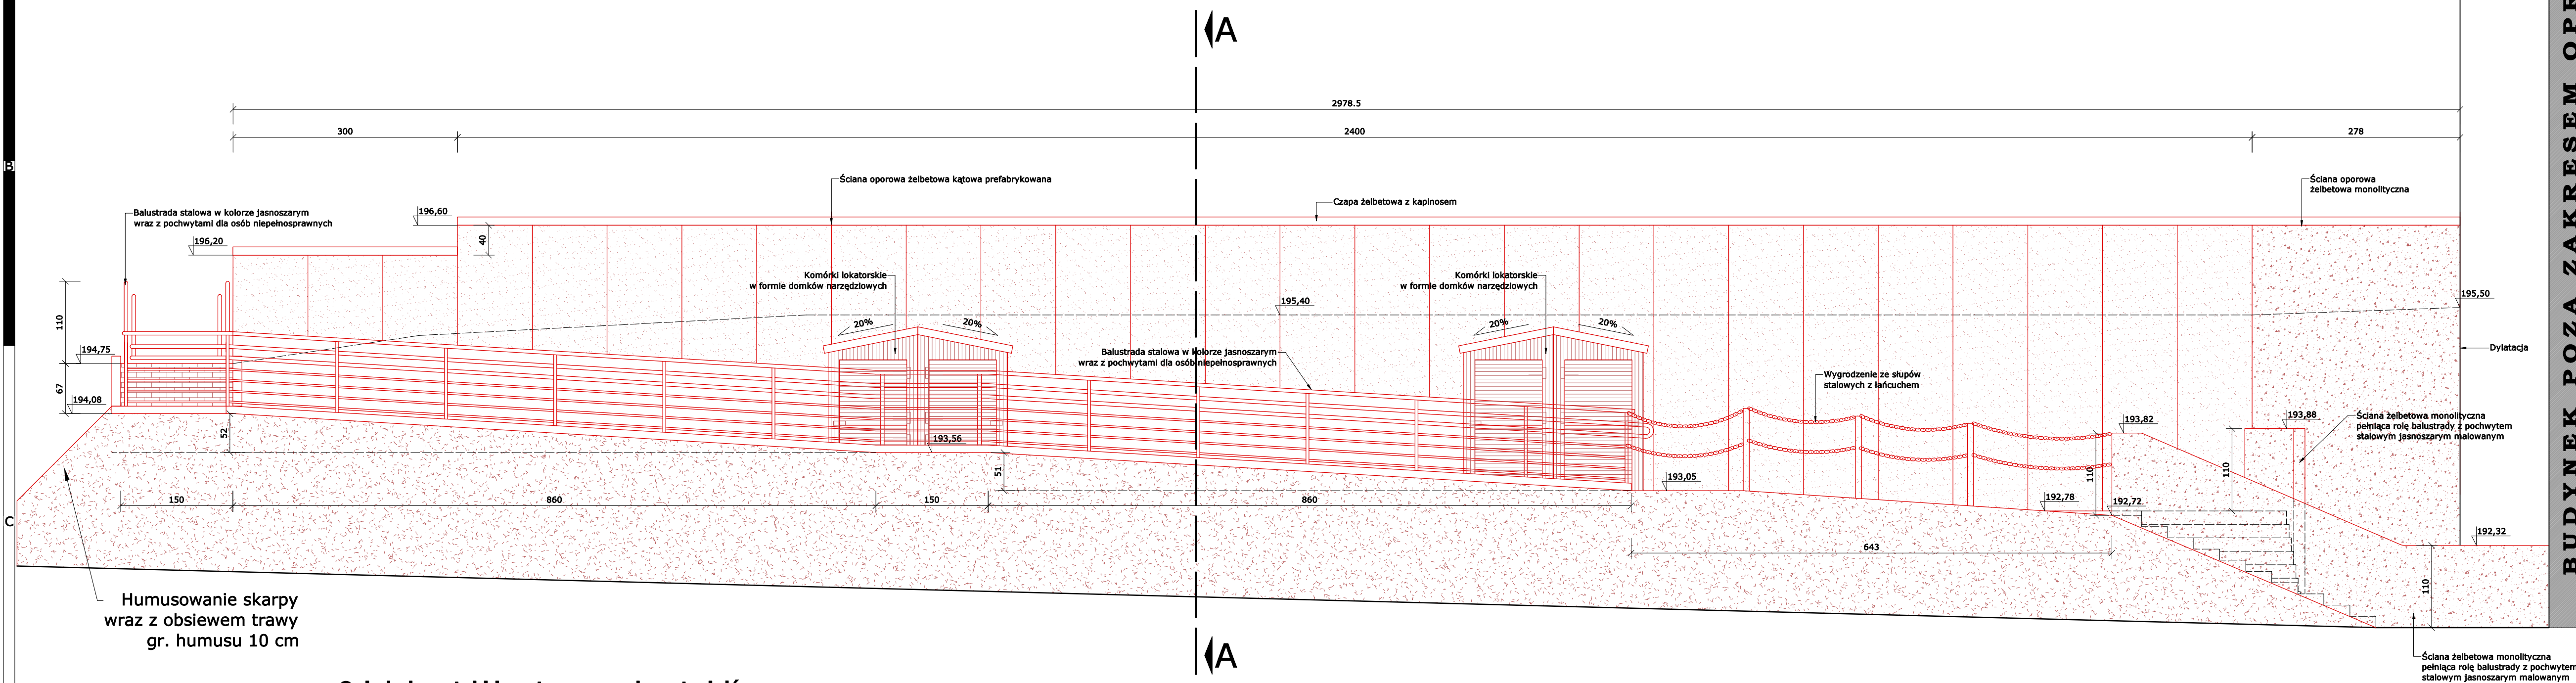 A
2978.5
300
2400
278
B
Ściana oporowa żelbetowa kątowa prefabrykowana
Ściana oporowa
żelbetowa monolityczna
Czapa żelbetowa z kapinosem
Balustrada stalowa w kolorze jasnoszarym
wraz z pochwytami dla osób niepełnosprawnych
196,60
196,20
40
Komórki lokatorskie
w formie domków narzędziowych
Komórki lokatorskie
w formie domków narzędziowych
195,40
195,50
110
20%
20%
20%
20%
194,75
Balustrada stalowa w kolorze jasnoszarym
wraz z pochwytami dla osób niepełnosprawnych
Dylatacja
Wygrodzenie ze słupów
stalowych z łańcuchem
67
194,08
52
193,56
193,82
193,88
Ściana żelbetowa monolityczna
pełniąca rolę balustrady z pochwytem
stalowym jasnoszarym malowanym
51
193,05
110
110
150
860
150
860
192,78
192,72
C
192,32
643
110
Humusowanie skarpy
wraz z obsiewem trawy
gr. humusu 10 cm
A
Ściana żelbetowa monolityczna
pełniąca rolę balustrady z pochwytem
stalowym jasnoszarym malowanym
BUDYNEK POZA ZAKRESEM